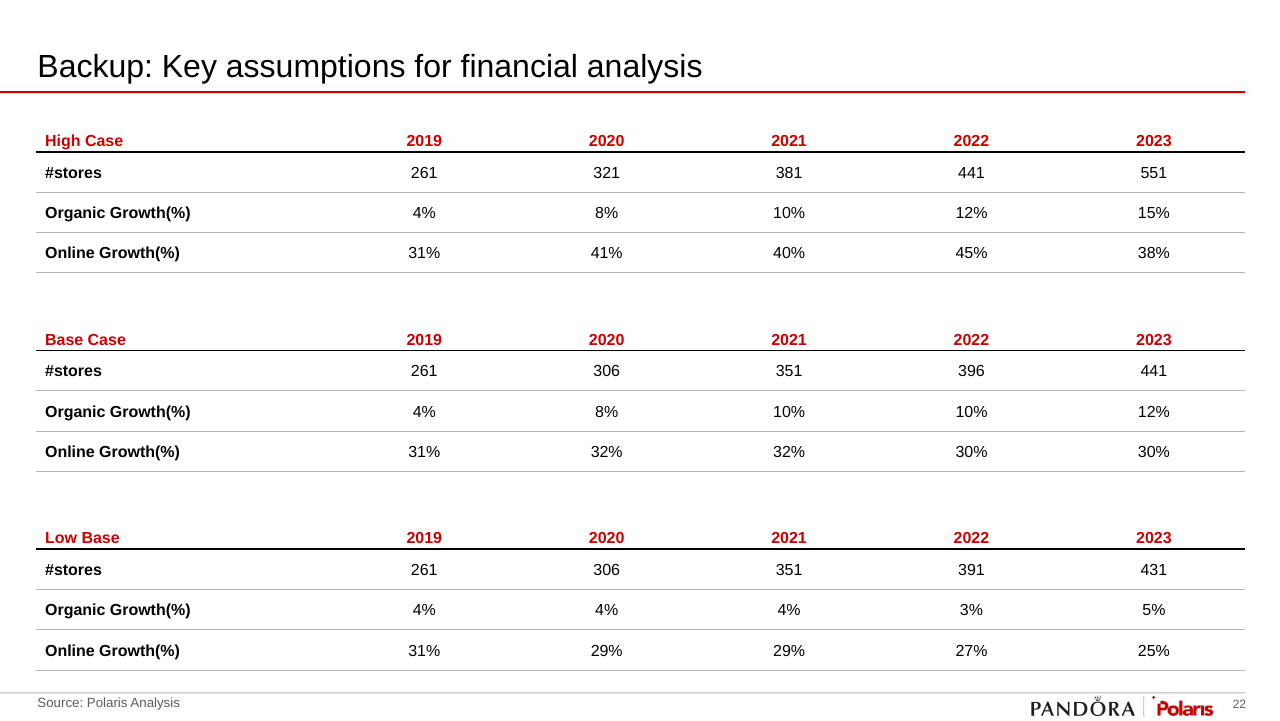 Backup: Key assumptions for financial analysis
High Case 2019 2020 2021 2022 2023
#stores 261 321 381 441 551
Organic Growth(%) 4% 8% 10% 12% 15%
Online Growth(%) 31% 41% 40% 45% 38%
Base Case 2019 2020 2021 2022 2023
#stores 261 306 351 396 441
Organic Growth(%) 4% 8% 10% 10% 12%
Online Growth(%) 31% 32% 32% 30% 30%
Low Base 2019 2020 2021 2022 2023
#stores 261 306 351 391 431
Organic Growth(%) 4% 4% 4% 3% 5%
Online Growth(%) 31% 29% 29% 27% 25%
Source: Polaris Analysis
PANDORA Polaris 22